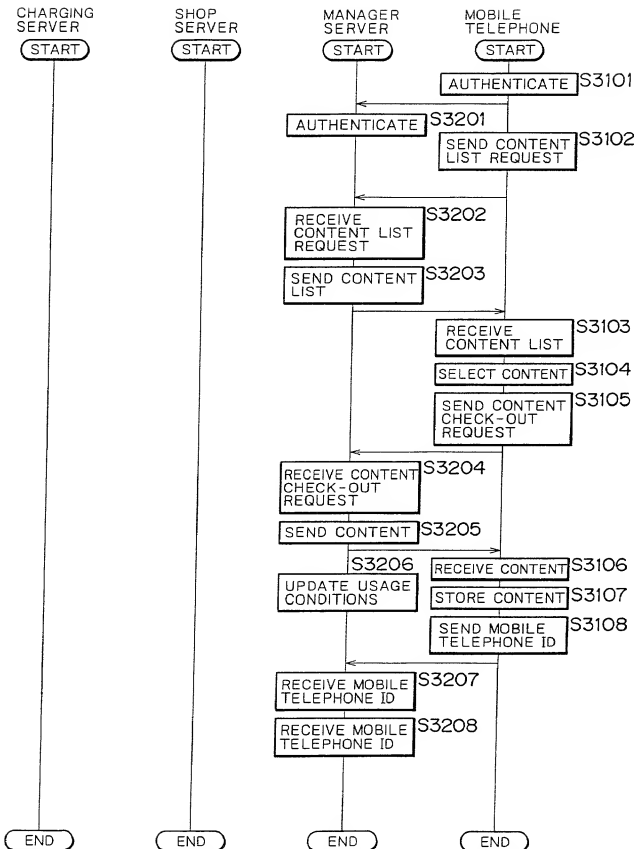 CHARGING
SERVER
SHOP
SERVER
MANAGER
SERVER
MOBILE
TELEPHONE
START
START
START
START
AUTHENTICATE
S3101
AUTHENTICATE
S3201
SEND CONTENT
LIST REQUEST
S3102
RECEIVE
CONTENT LIST
REQUEST
S3202
SEND CONTENT
LIST
S3203
RECEIVE
CONTENT LIST
S3103
SELECT CONTENT
S3104
SEND CONTENT
CHECK-OUT
REQUEST
S3105
RECEIVE CONTENT
CHECK-OUT
REQUEST
S3204
SEND CONTENT
S3205
S3206
UPDATE USAGE
CONDITIONS
RECEIVE CONTENT
S3106
STORE CONTENT
S3107
SEND MOBILE
TELEPHONE ID
S3108
RECEIVE MOBILE
TELEPHONE ID
S3207
RECEIVE MOBILE
TELEPHONE ID
S3208
END
END
END
END